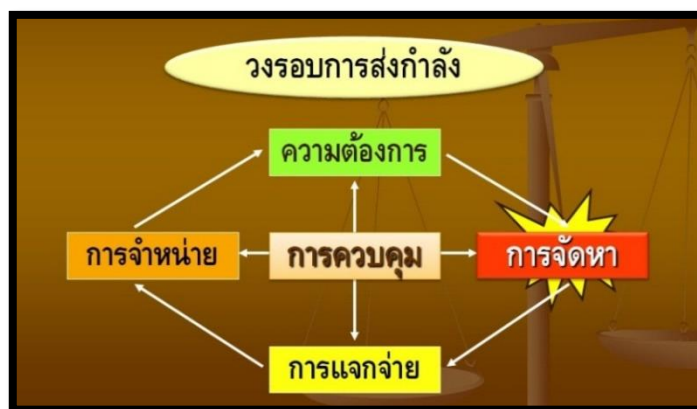 วงรอบการส่งกำลัง
ความต้องการ
การจำหน่าย
การควบคุม
การจัดหา
การแจกจ่าย